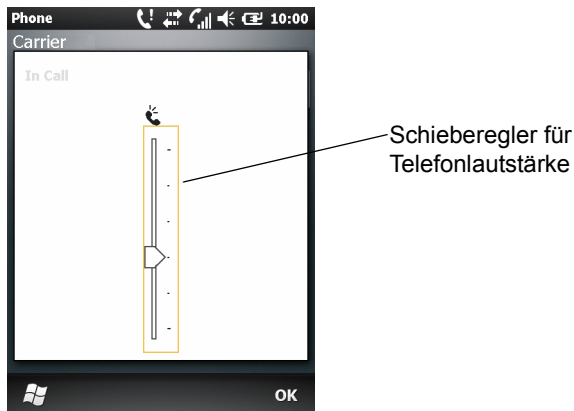 Phone 10:00
Carrier
In Call
Schieberegler für
Telefonlautstärke
OK